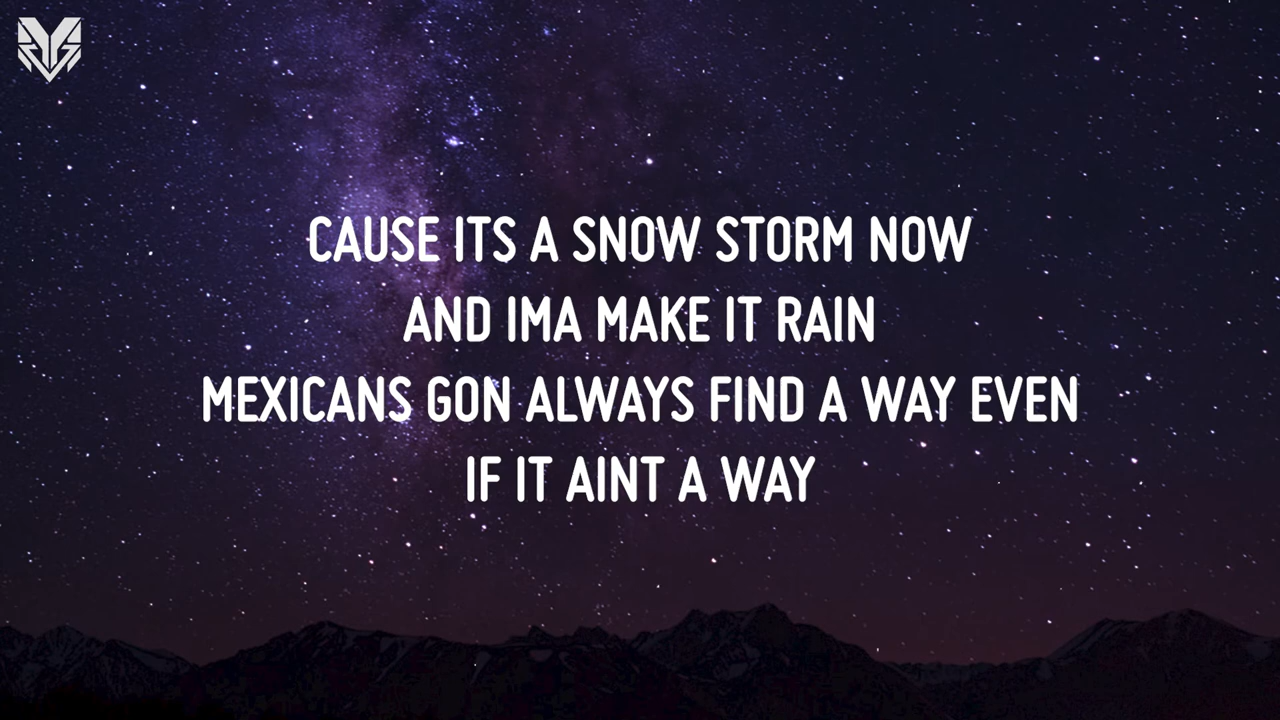 CAUSE ITS A SNOW STORM NOW
AND IMA MAKE IT RAIN
MEXICANS GON ALWAYS FIND A WAY EVEN
IF IT AINT A WAY